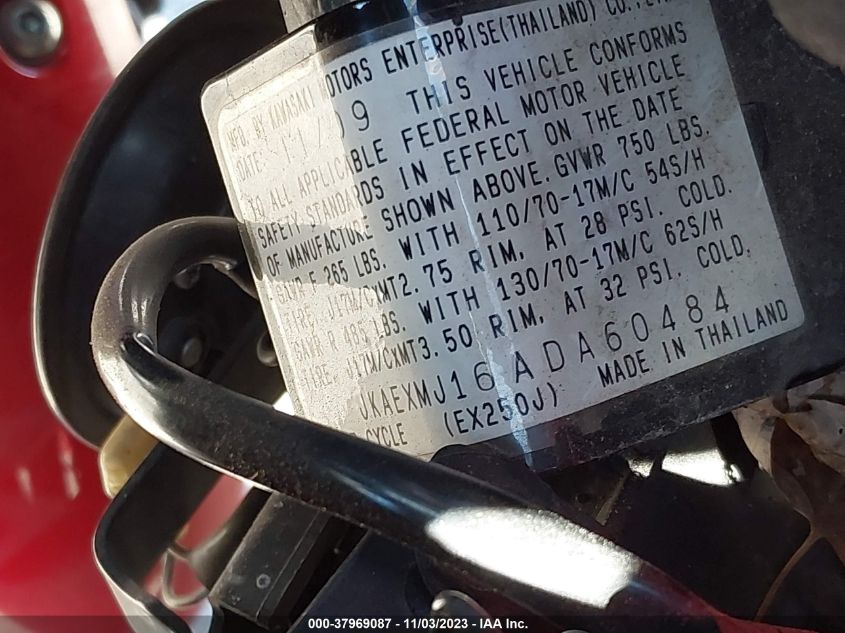 MFD. BY KAWASAKI MOTORS ENTERPRISE(THAILAND) CO.,
DATE: 11/09 THIS VEHICLE CONFORMS
TO ALL APPLICABLE FEDERAL MOTOR VEHICLE
SAFETY STANDARDS IN EFFECT ON THE DATE
OF MANUFACTURE SHOWN ABOVE. GVWR 750 LBS.
GAWR F 265 LBS. WITH 110/70-17M/C 54S/H
TIRE, J17M/CXMT2.75 RIM, AT 28 PSI. COLD.
GAWR R 485 LBS. WITH 130/70-17M/C 62S/H
TIRE, J17M/CXMT3.50 RIM, AT 32 PSI. COLD.
JKAEXMJ16ADA60484
CYCLE (EX250J) MADE IN THAILAND
000-37969087 - 11/03/2023 - IAA Inc.